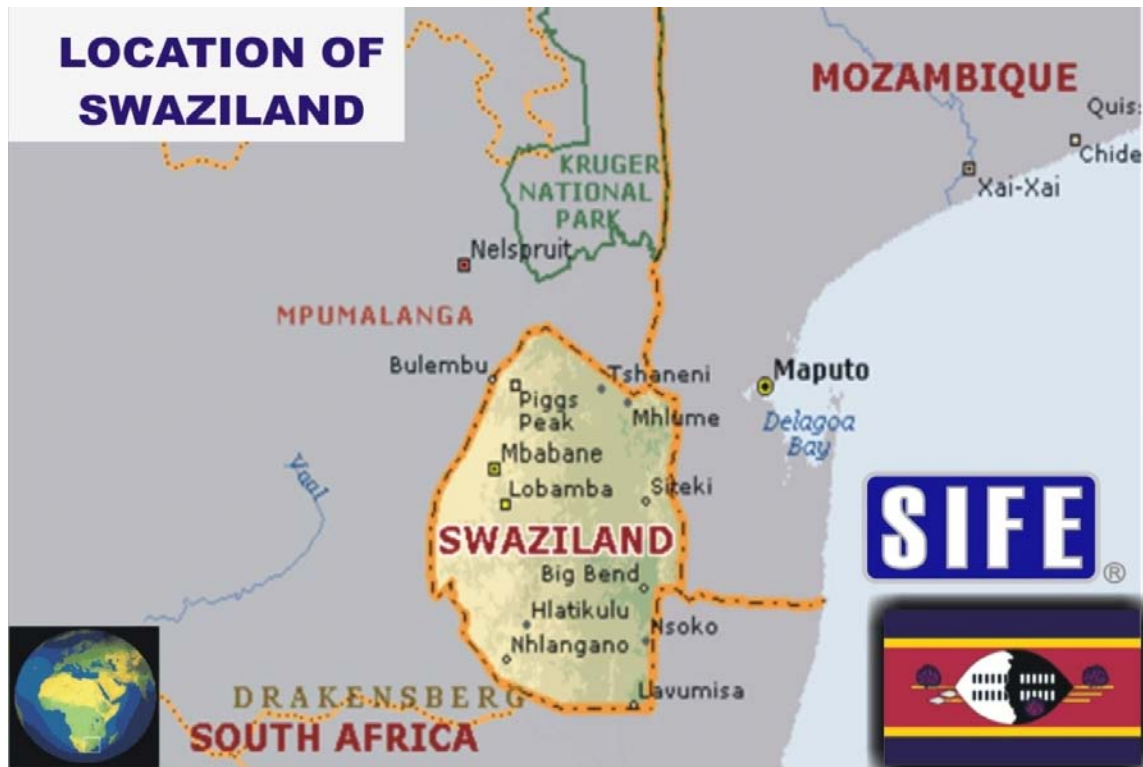 LOCATION OF
SWAZILAND
MOZAMBIQUE
Quis
Chide
Xai-Xai
KRUGER
NATIONAL
PARK
Nelspruit
MPUMALANGA
Bulembu
Tshaneni
Maputo
Piggs
Peak
Mhlume
Delagoa
Bay
Mbabane
Vaal
Lobamba
Siteki
SIFE
®
SWAZILAND
Big Bend
Hlatikulu
Nsoko
Nhlangano
DRAKENSBERG
Lavumisa
SOUTH AFRICA